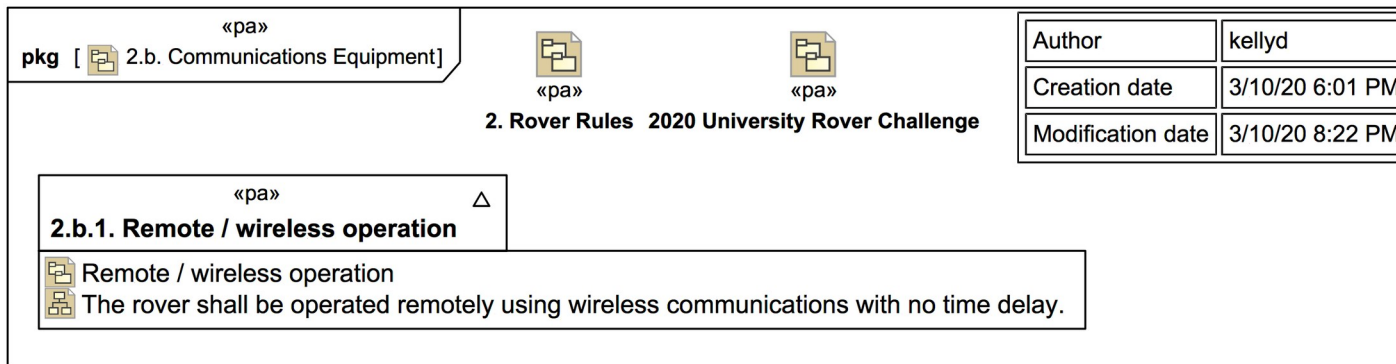 «pa»
pkg [ 2.b. Communications Equipment]
«pa»
2. Rover Rules
«pa»
2020 University Rover Challenge
Author kellyd
Creation date 3/10/20 6:01 PM
Modification date 3/10/20 8:22 PM
«pa»
2.b.1. Remote / wireless operation
Remote / wireless operation
The rover shall be operated remotely using wireless communications with no time delay.